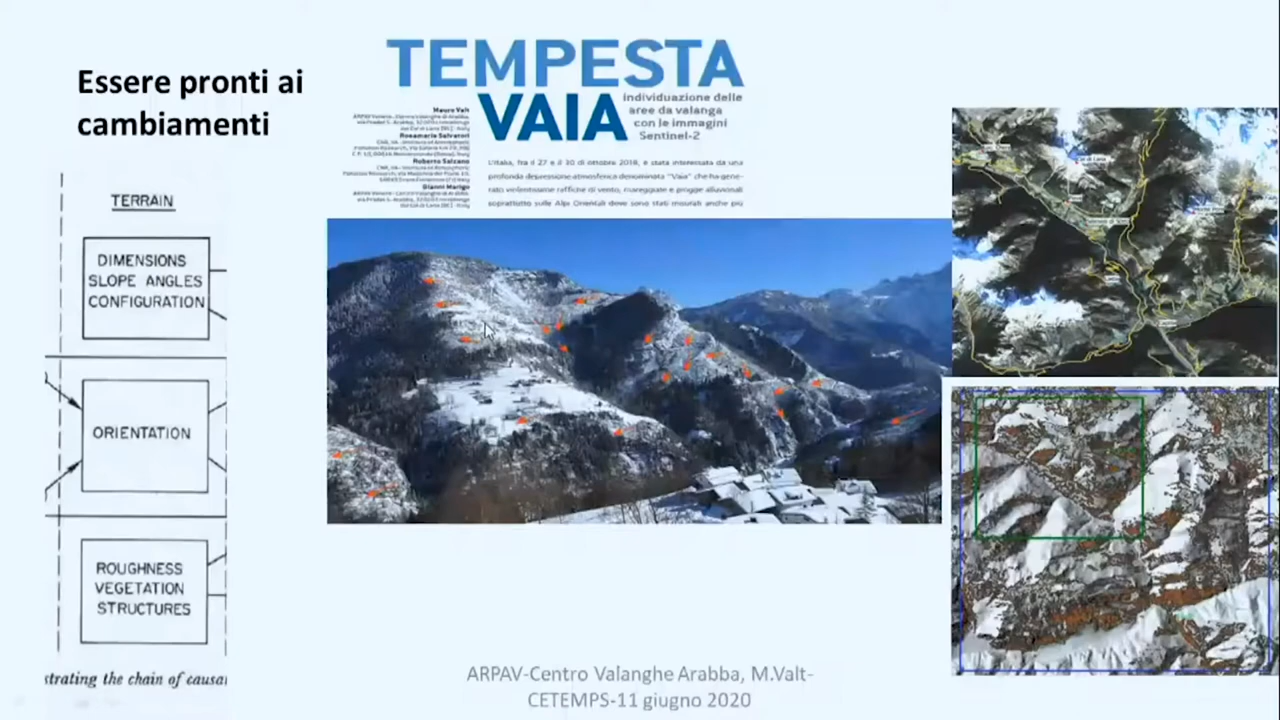 Essere pronti ai
cambiamenti
TEMPESTA
VAIA
individuazione delle
aree da valanga
con le immagini
Sentinel-2
Mauro Valt
Rosamaria Salvatori
Roberto Salzano
Gianni Marigo
L'Italia, fra il 27 e il 30 di ottobre 2018, è stata interessata da una
profonda depressione atmosferica denominata "Vaia" che ha gene-
rato violentissime raffiche di vento, mareggiate e piogge alluvionali
soprattutto sulle Alpi Orientali dove sono stati misurati anche più
TERRAIN
DIMENSIONS
SLOPE ANGLES
CONFIGURATION
ORIENTATION
ROUGHNESS
VEGETATION
STRUCTURES
strating the chain of causa
ARPAV-Centro Valanghe Arabba, M.Valt-
CETEMPS-11 giugno 2020